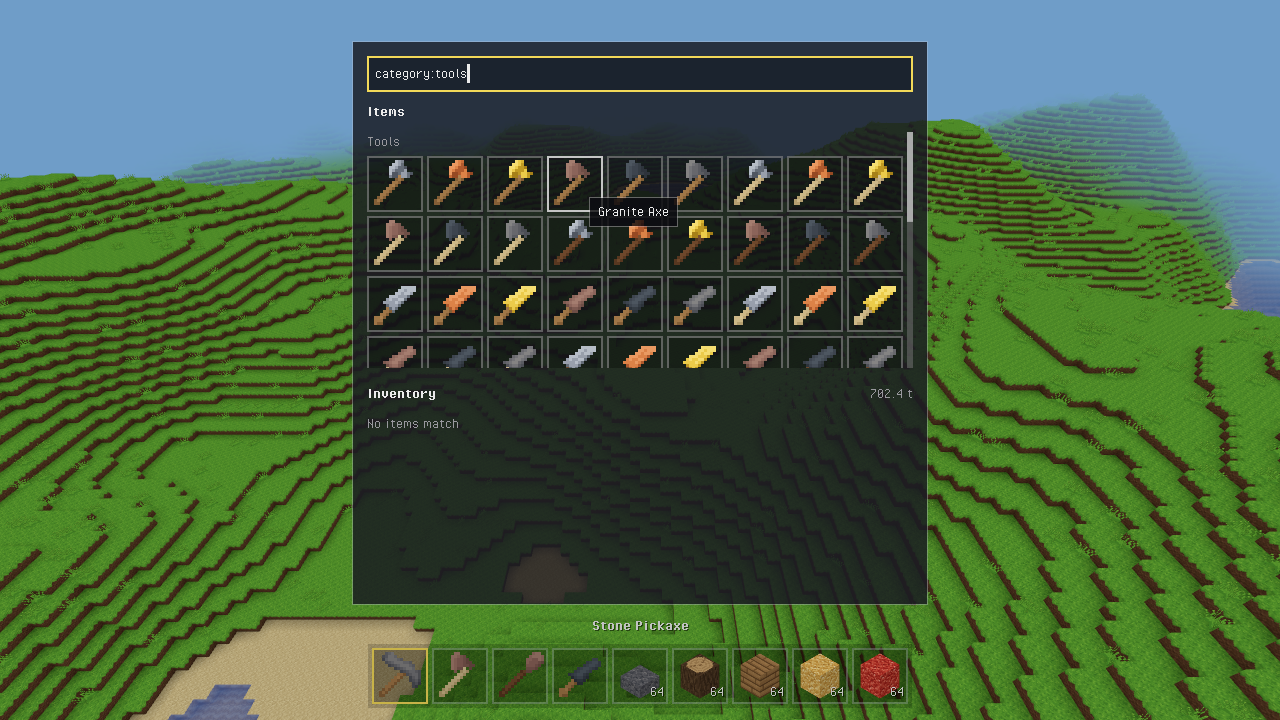 category:tools
Items
Tools
Granite Axe
Inventory
702.4 t
No items match
Stone Pickaxe
64
64
64
64
64